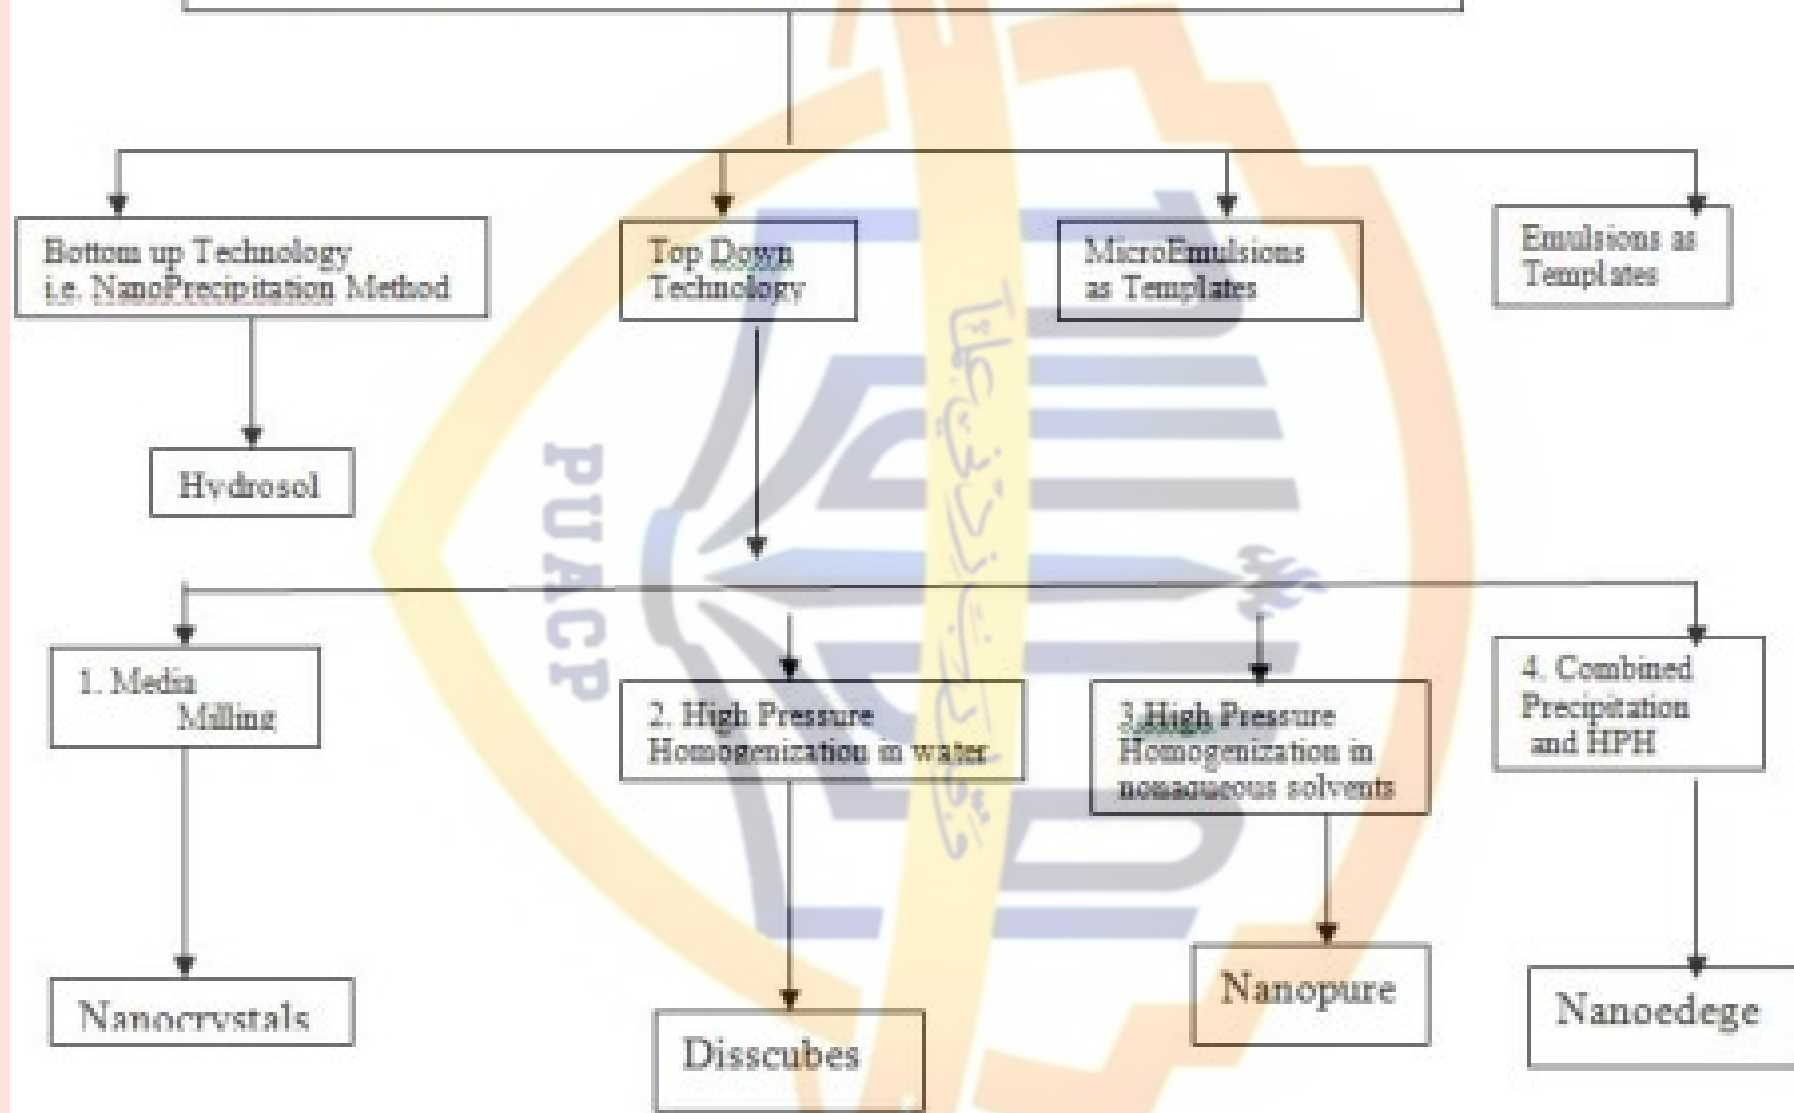 Bottom up Technology
i.e. NanoPrecipitation Method
Top Down
Technology
MicroEmulsions
as Templates
Emulsions as
Templates
Hydrosol
PUACP
1. Media
Milling
2. High Pressure
Homogenization in water
3.High Pressure
Homogenization in
nonaqueous solvents
4. Combined
Precipitation
and HPH
Nanocrystals
Disscubes
Nanopure
Nanoedege